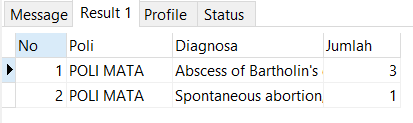 Message Result 1 Profile Status
No Poli Diagnosa Jumlah
1 POLI MATA Abscess of Bartholin's 3
2 POLI MATA Spontaneous abortion, 1